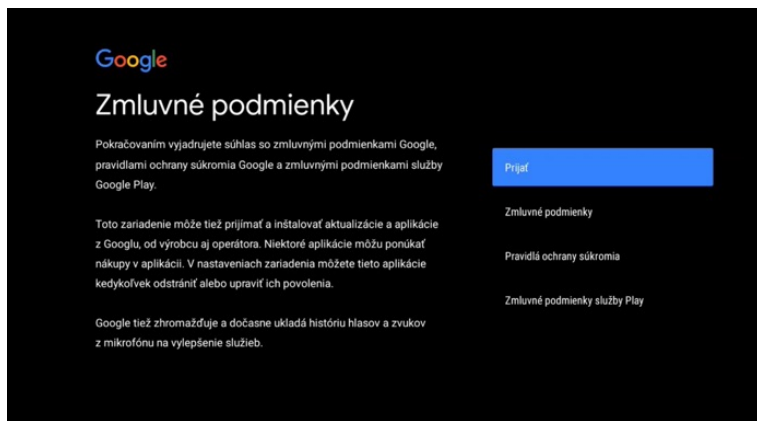 Google
Zmluvné podmienky
Pokračovaním vyjadrujete súhlas so zmluvnými podmienkami Google,
pravidlami ochrany súkromia Google a zmluvnými podmienkami služby
Google Play.
Toto zariadenie môže tiež prijímať a inštalovať aktualizácie a aplikácie
z Googlu, od výrobcu aj operátora. Niektoré aplikácie môžu ponúkať
nákupy v aplikácii. V nastaveniach zariadenia môžete tieto aplikácie
kedykoľvek odstrániť alebo upraviť ich povolenia.
Google tiež zhromažďuje a dočasne ukladá históriu hlasov a zvukov
z mikrofónu na vylepšenie služieb.
Prijať
Zmluvné podmienky
Pravidlá ochrany súkromia
Zmluvné podmienky služby Play